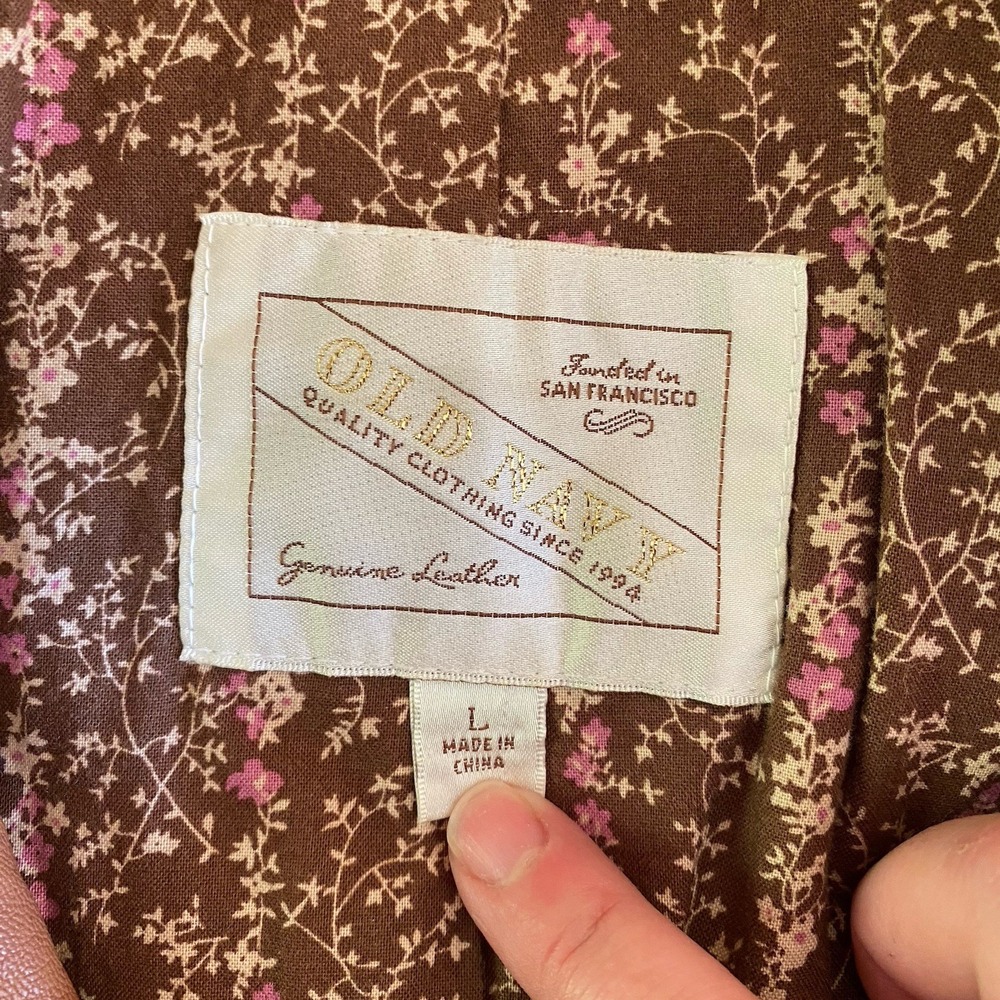 OLD NAVY
QUALITY CLOTHING SINCE 1994
Founded in
SAN FRANCISCO
Genuine Leather
L
MADE IN
CHINA